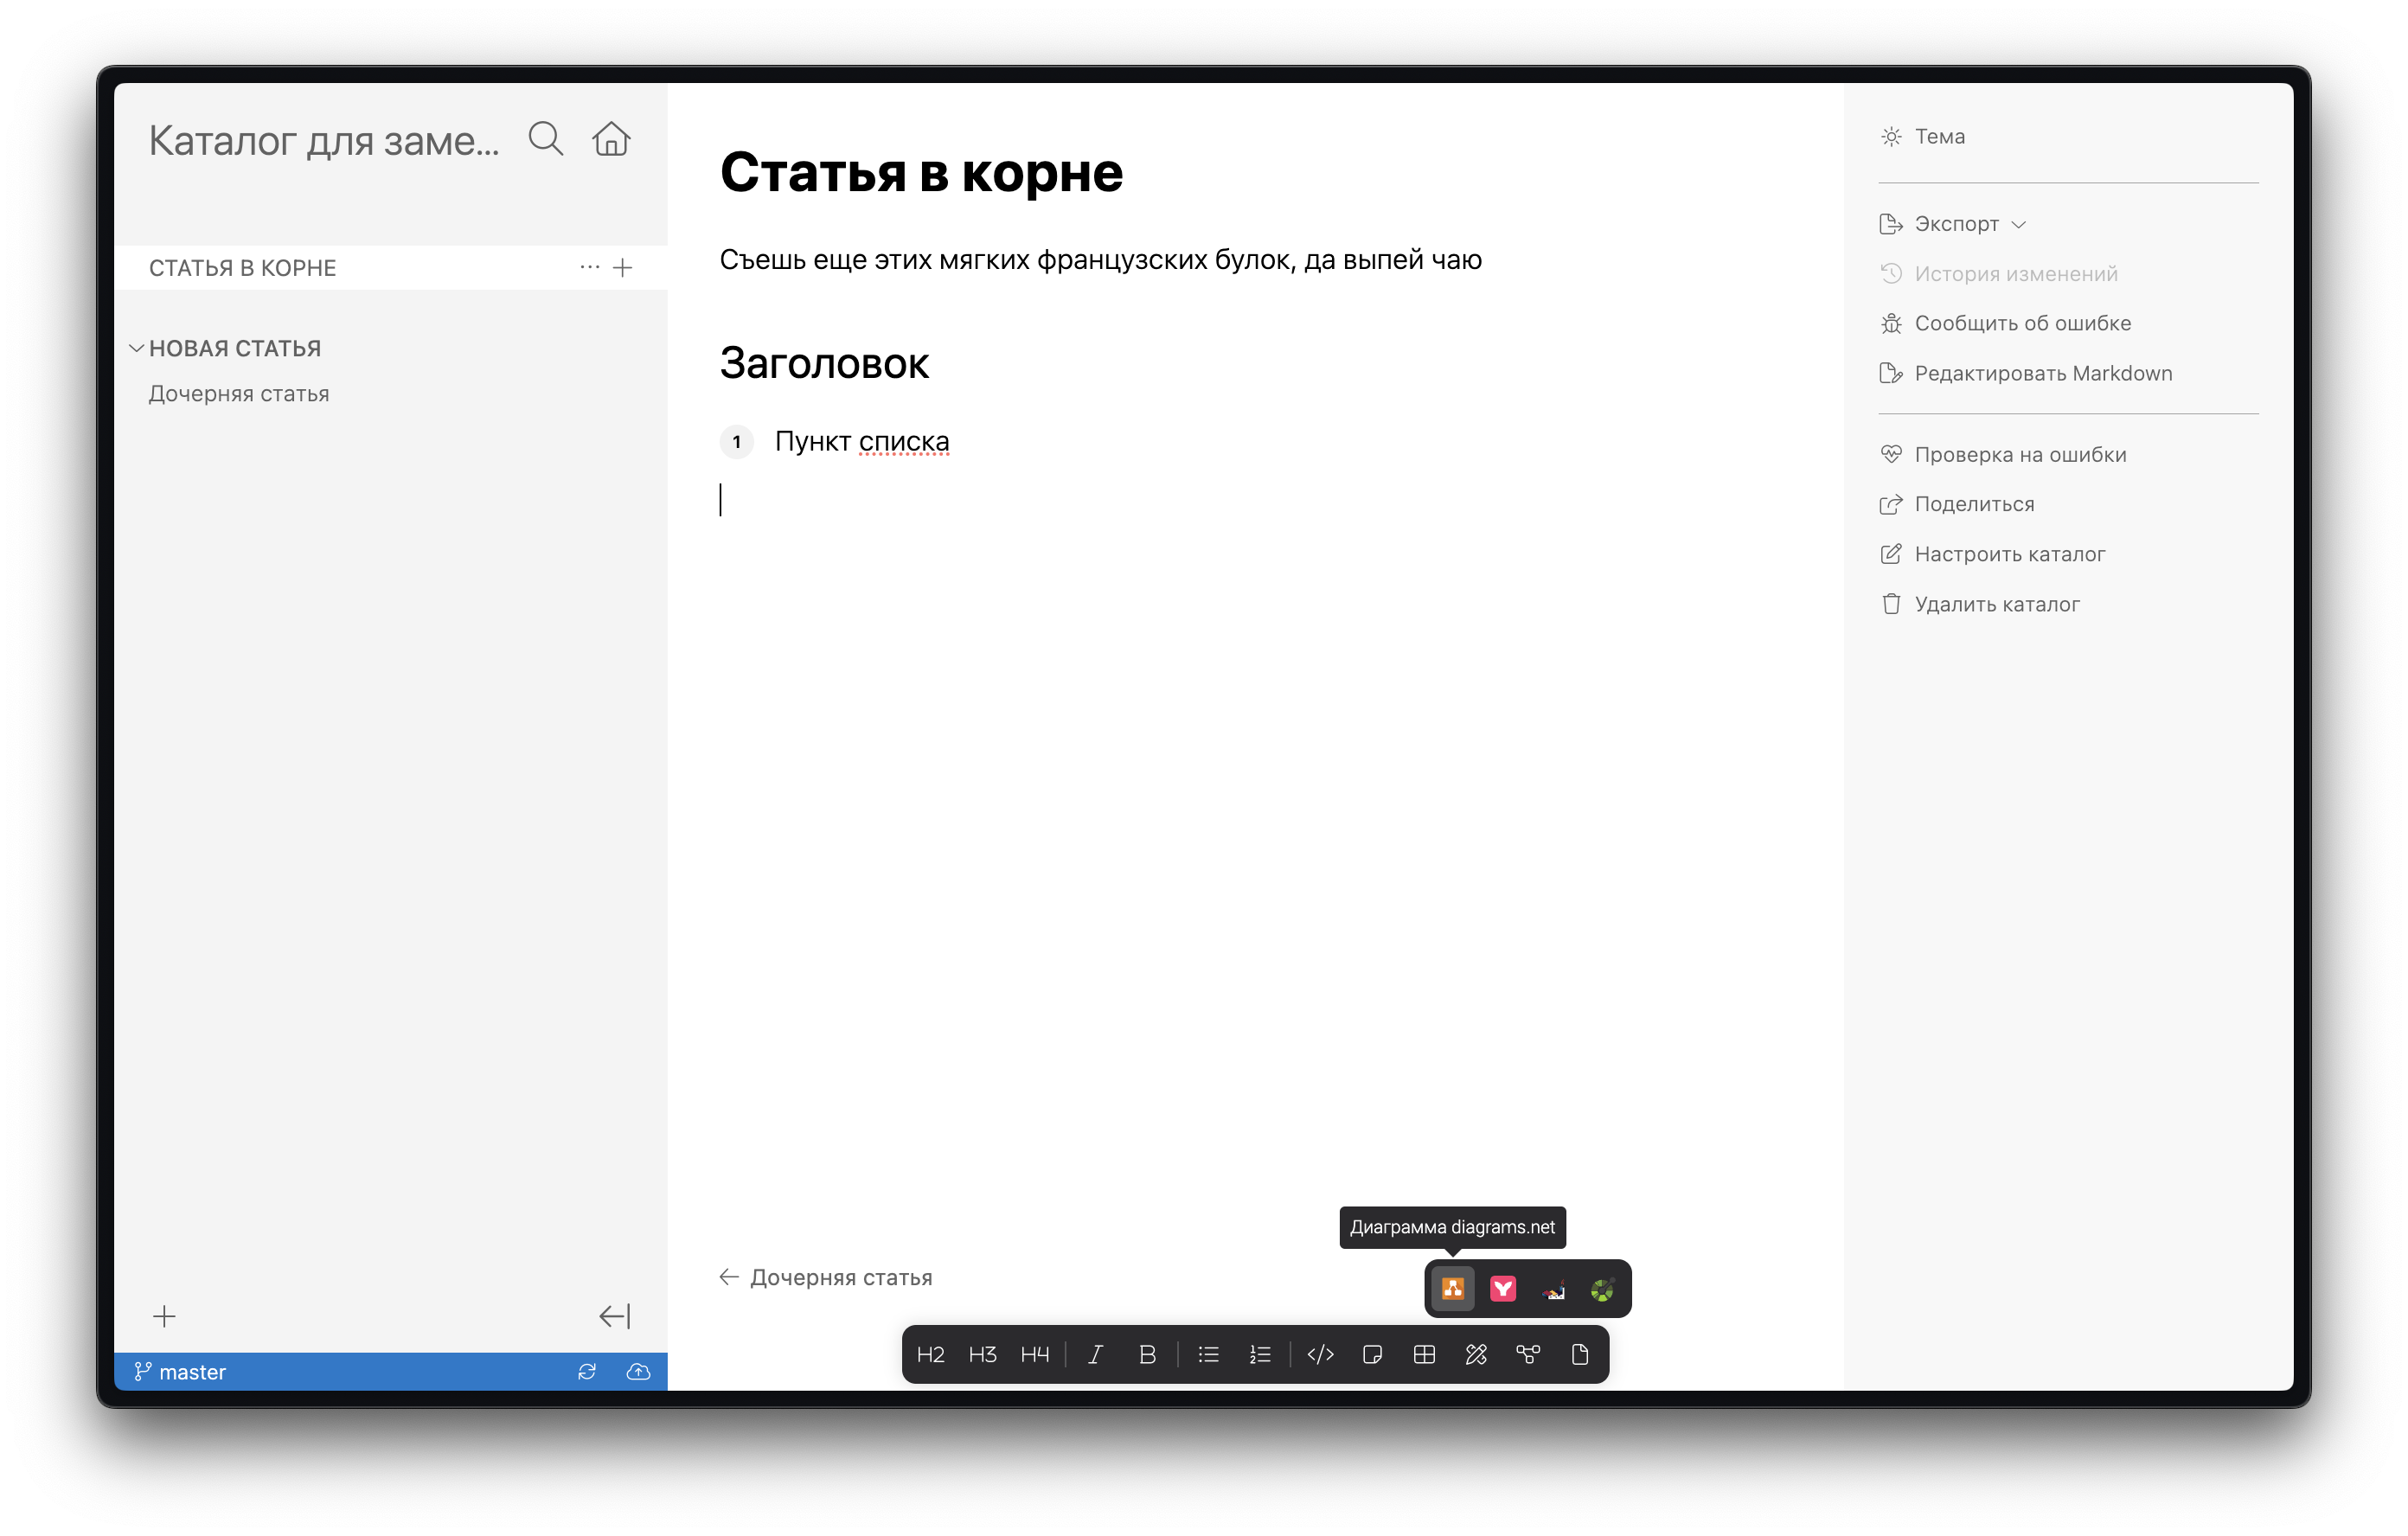 Каталог для заме...
СТАТЬЯ В КОРНЕ
НОВАЯ СТАТЬЯ
Дочерняя статья
master
Статья в корне
Съешь еще этих мягких французских булок, да выпей чаю
Заголовок
1 Пункт списка
Дочерняя статья
Диаграмма diagrams.net
H2 H3 H4 I B
Тема
Экспорт
История изменений
Сообщить об ошибке
Редактировать Markdown
Проверка на ошибки
Поделиться
Настроить каталог
Удалить каталог